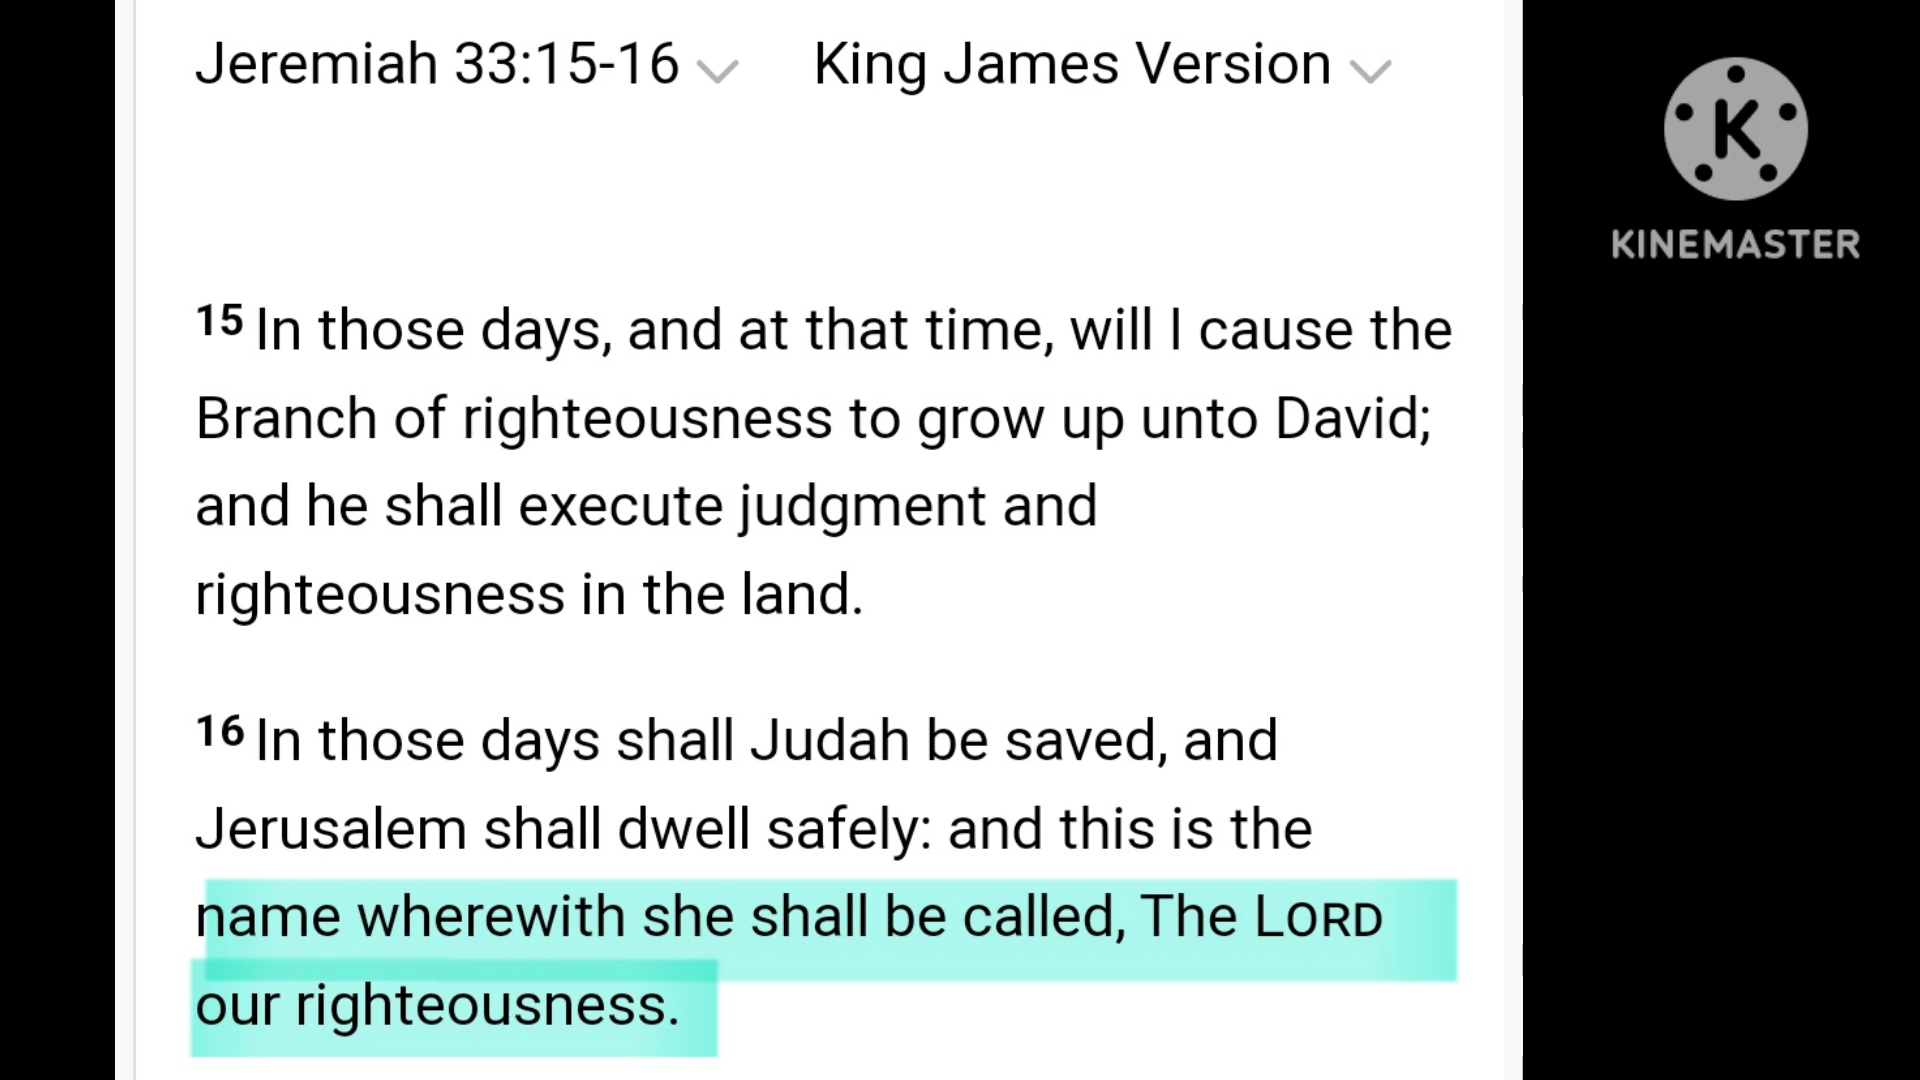 Jeremiah 33:15-16 King James Version
K
KINEMASTER
15 In those days, and at that time, will I cause the
Branch of righteousness to grow up unto David;
and he shall execute judgment and
righteousness in the land.
16 In those days shall Judah be saved, and
Jerusalem shall dwell safely: and this is the
name wherewith she shall be called, The LORD
our righteousness.